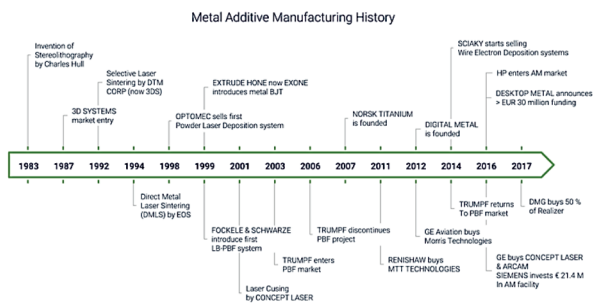 Metal Additive Manufacturing History
Invention of
Stereolithography
by Charles Hull
3D SYSTEMS
market entry
Selective Laser
Sintering by DTM
CORP (now 3DS)
OPTOMEC sells first
Powder Laser Deposition system
EXTRUDE HONE now EXONE
introduces metal BJT
NORSK TITANIUM
is founded
DIGITAL METAL
is founded
SCIAKY starts selling
Wire Electron Deposition systems
HP enters AM market
DESKTOP METAL announces
> EUR 30 million funding
1983 1987 1992 1994 1998 1999 2001 2003 2006 2007 2011 2012 2014 2016 2017
Direct Metal
Laser Sintering
(DMLS) by EOS
FOCKELE & SCHWARZE
introduce first
LB-PBF system
Laser Cusing
by CONCEPT LASER
TRUMPF enters
PBF market
TRUMPF discontinues
PBF project
RENISHAW buys
MTT TECHNOLOGIES
GE Aviation buys
Morris Technologies
TRUMPF returns
To PBF market
GE buys CONCEPT LASER
& ARCAM
SIEMENS invests € 21.4 M
In AM facility
DMG buys 50 %
of Realizer